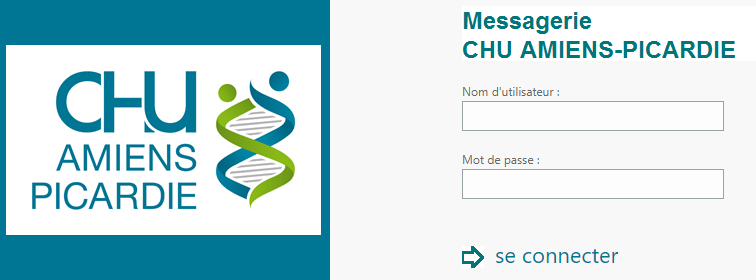 CHU
AMIENS
PICARDIE
Messagerie
CHU AMIENS-PICARDIE
Nom d'utilisateur :
Mot de passe :
se connecter